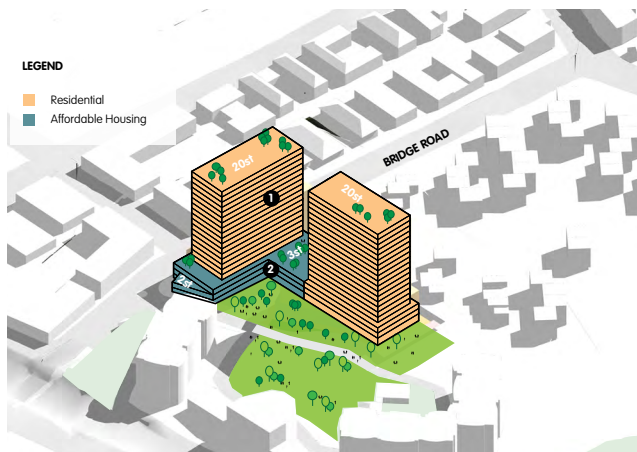 LEGEND
Residential
Affordable Housing
BRIDGE ROAD
20st
1
20st
3st
2
2st